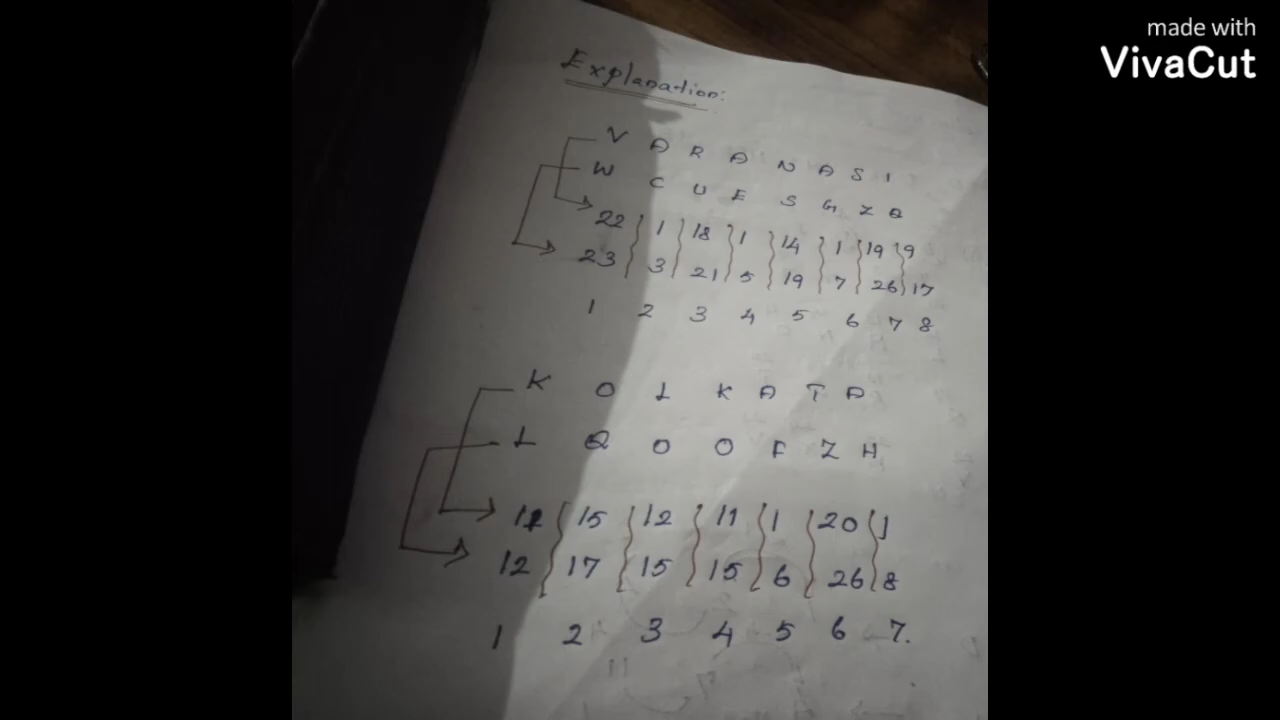 made with
VivaCut
Explanation:
V A R A N A S I
W C U E S G Z Q
22 1 18 1 14 1 19 9
23 3 21 5 19 7 26 17
1 2 3 4 5 6 7 8
K O L K A T A
L Q O O F Z H
11 15 12 11 1 20 1
12 17 15 15 6 26 8
1 2 3 4 5 6 7.